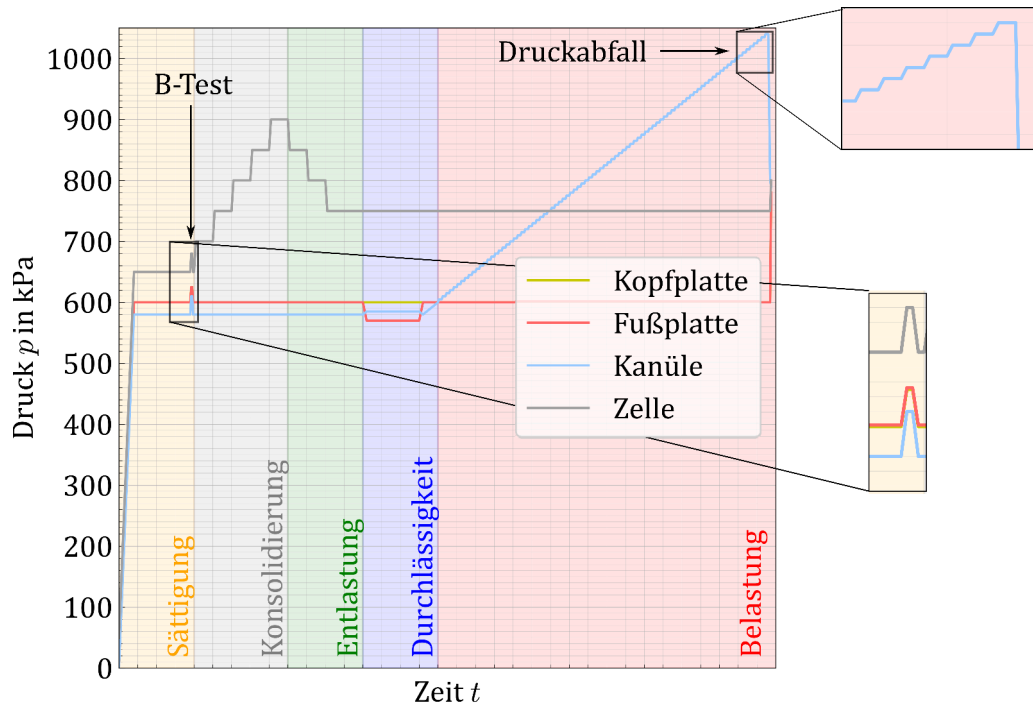 Druckabfall
B-Test
1000
900
800
700
600
500
400
300
200
100
0
Druck p in kPa
Kopfplatte
Fußplatte
Kanüle
Zelle
Sättigung
Konsolidierung
Entlastung
Durchlässigkeit
Belastung
Zeit t